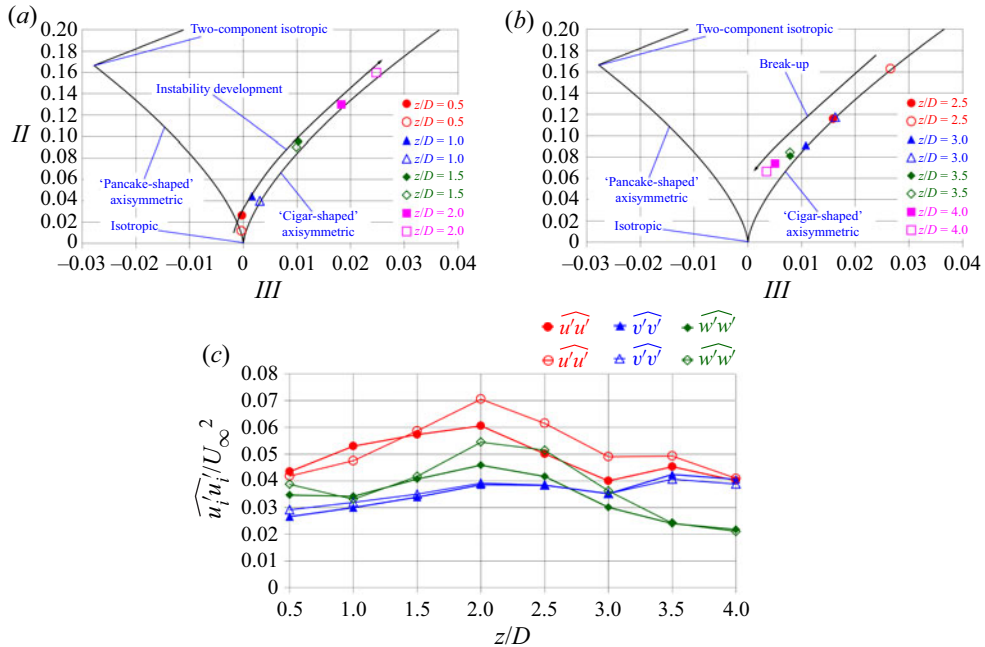 (a)
0.20
0.18
0.16
0.14
0.12
0.10
0.08
0.06
0.04
0.02
0
II
Two-component isotropic
Instability development
‘Pancake-shaped’
axisymmetric
Isotropic
‘Cigar-shaped’
axisymmetric
z/D = 0.5
z/D = 0.5
z/D = 1.0
z/D = 1.0
z/D = 1.5
z/D = 1.5
z/D = 2.0
z/D = 2.0
−0.03 −0.02 −0.01 0 0.01 0.02 0.03 0.04
III
(b)
0.20
0.18
0.16
0.14
0.12
0.10
0.08
0.06
0.04
0.02
0
Two-component isotropic
Break-up
‘Pancake-shaped’
axisymmetric
Isotropic
‘Cigar-shaped’
axisymmetric
z/D = 2.5
z/D = 2.5
z/D = 3.0
z/D = 3.0
z/D = 3.5
z/D = 3.5
z/D = 4.0
z/D = 4.0
−0.03 −0.02 −0.01 0 0.01 0.02 0.03 0.04
III
u′u′ v′v′ w′w′
u′u′ v′v′ w′w′
(c)
0.08
0.07
0.06
0.05
0.04
0.03
0.02
0.01
0
u_i′u_i′/U_∞²
0.5 1.0 1.5 2.0 2.5 3.0 3.5 4.0
z/D